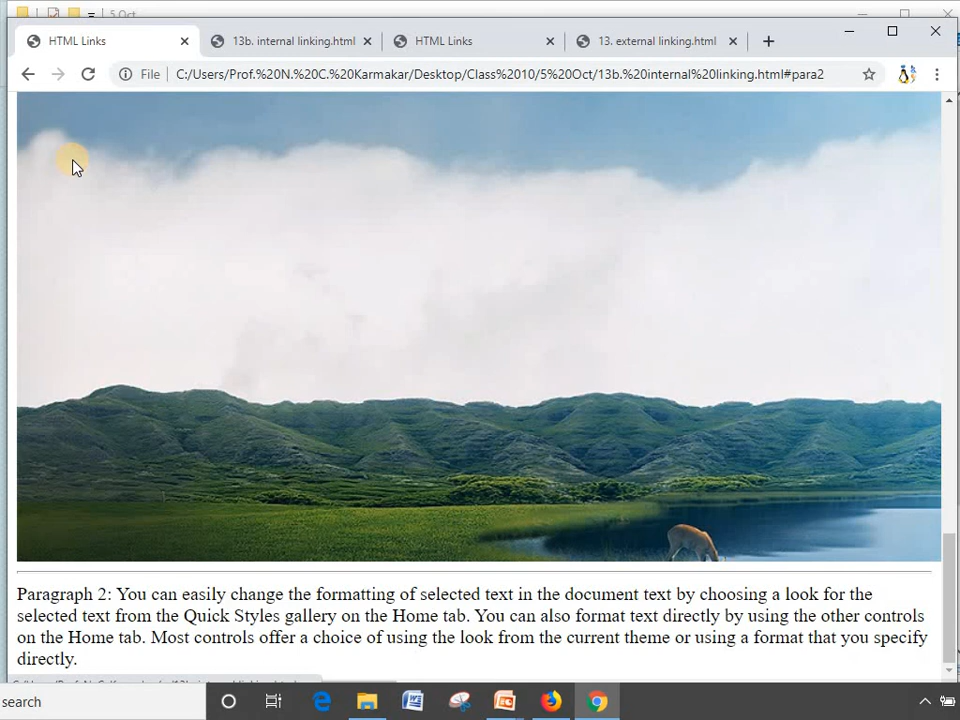 5 Oct
HTML Links
13b. internal linking.html
HTML Links
13. external linking.html
File
C:/Users/Prof.%20N.%20C.%20Karmakar/Desktop/Class%2010/5%20Oct/13b.%20internal%20linking.html#para2
Paragraph 2: You can easily change the formatting of selected text in the document text by choosing a look for the
selected text from the Quick Styles gallery on the Home tab. You can also format text directly by using the other controls
on the Home tab. Most controls offer a choice of using the look from the current theme or using a format that you specify
directly.
search